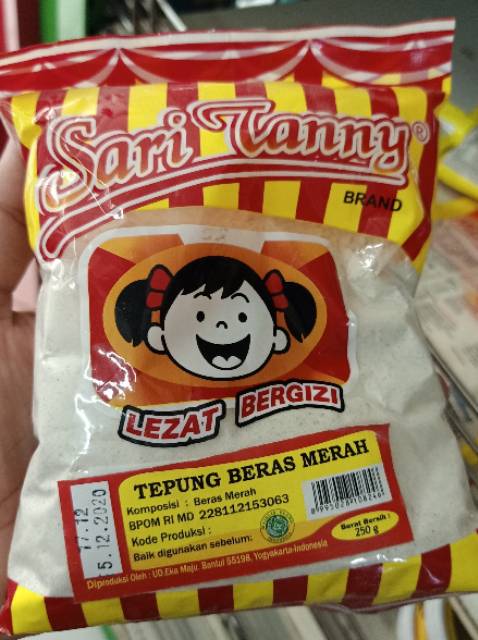 Sari Tanny®
BRAND
LEZAT BERGIZI
TEPUNG BERAS MERAH
Komposisi : Beras Merah
BPOM RI MD 228112153063
Kode Produksi :
Baik digunakan sebelum:
Berat Bersih :
250 g
5.12.2020
Diproduksi Oleh : UD.Eka Maju. Bantul 55198, Yogyakarta-Indonesia